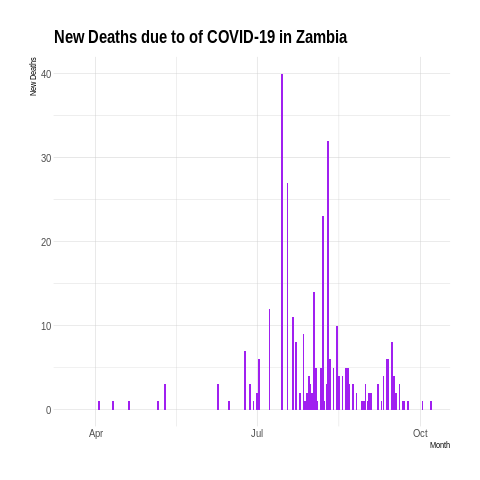 New Deaths due to of COVID-19 in Zambia
New Deaths
40
30
20
10
0
Apr
Jul
Oct
Month